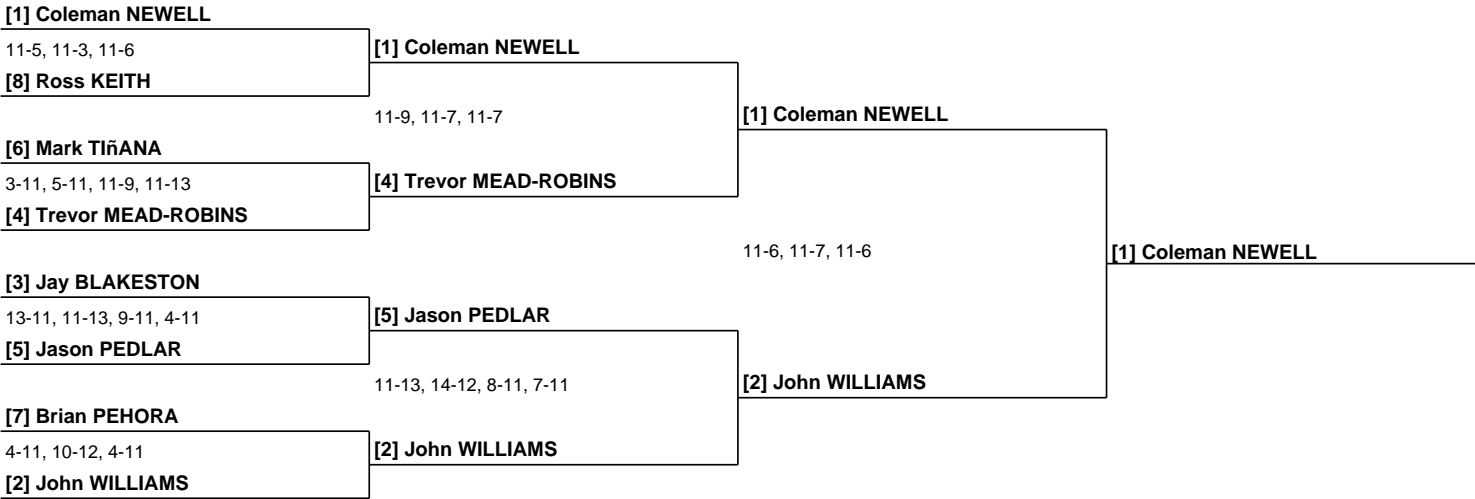 [1] Coleman NEWELL
11-5, 11-3, 11-6
[8] Ross KEITH
[6] Mark TIñANA
3-11, 5-11, 11-9, 11-13
[4] Trevor MEAD-ROBINS
[3] Jay BLAKESTON
13-11, 11-13, 9-11, 4-11
[5] Jason PEDLAR
[7] Brian PEHORA
4-11, 10-12, 4-11
[2] John WILLIAMS
[1] Coleman NEWELL
11-9, 11-7, 11-7
[4] Trevor MEAD-ROBINS
[5] Jason PEDLAR
11-13, 14-12, 8-11, 7-11
[2] John WILLIAMS
[1] Coleman NEWELL
11-6, 11-7, 11-6
[2] John WILLIAMS
[1] Coleman NEWELL